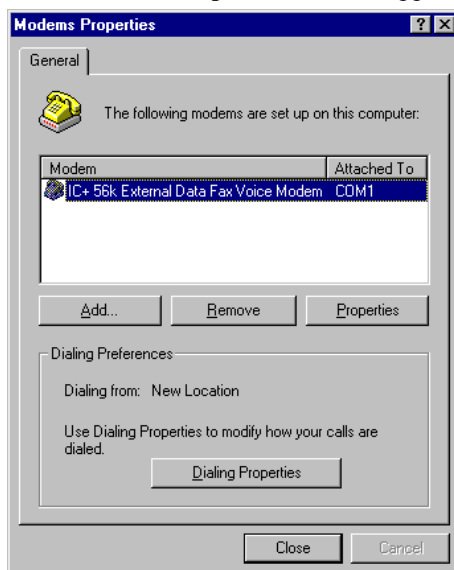 Modems Properties
General
The following modems are set up on this computer:
Modem Attached To
IC+ 56k External Data Fax Voice Modem COM1
Add... Remove Properties
Dialing Preferences
Dialing from: New Location
Use Dialing Properties to modify how your calls are
dialed.
Dialing Properties
Close Cancel